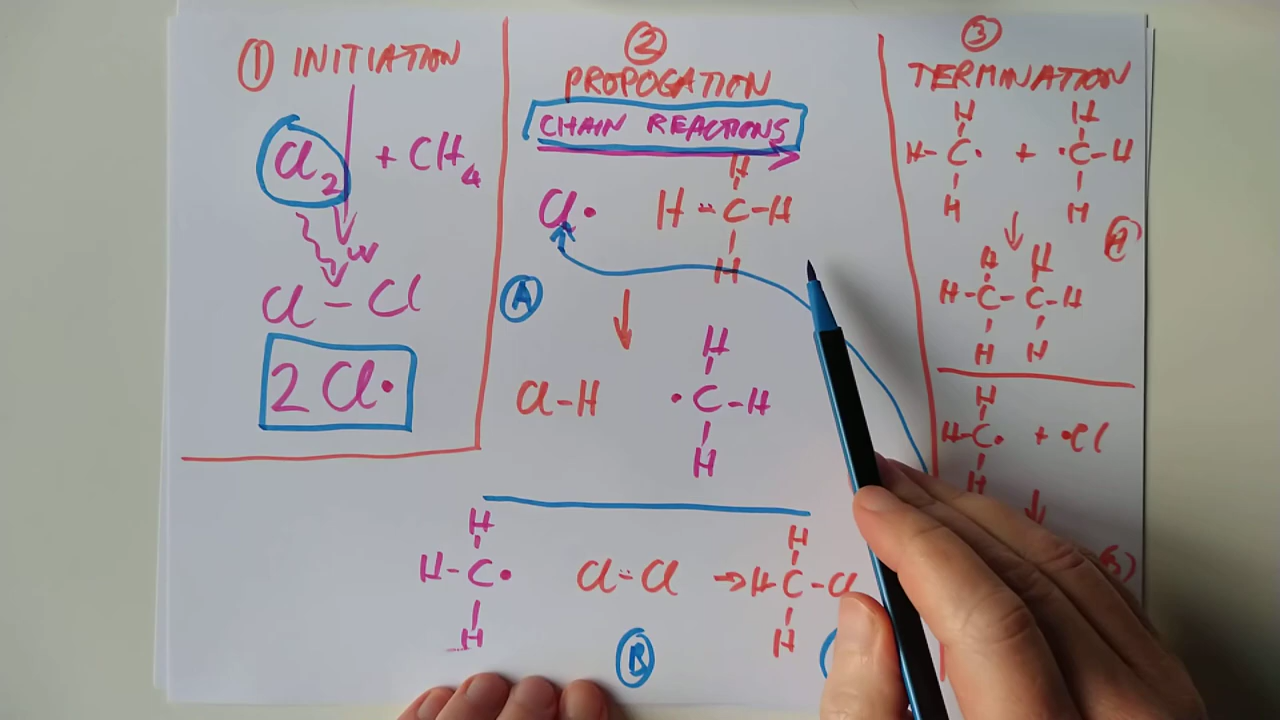 ① INITIATION
Cl₂ + CH₄
UV
Cl – Cl
2 Cl•
②
PROPOGATION
CHAIN REACTIONS
H
Cl• H··C–H
H
Ⓐ
H
Cl–H •C–H
H
H
H–C•
H
Cl··Cl
H
→HC–Cl
H
Ⓑ
③
TERMINATION
H H
H–C• + •C–H
H H
H H
H–C–C–H
H H
H
H–C• + •Cl
H